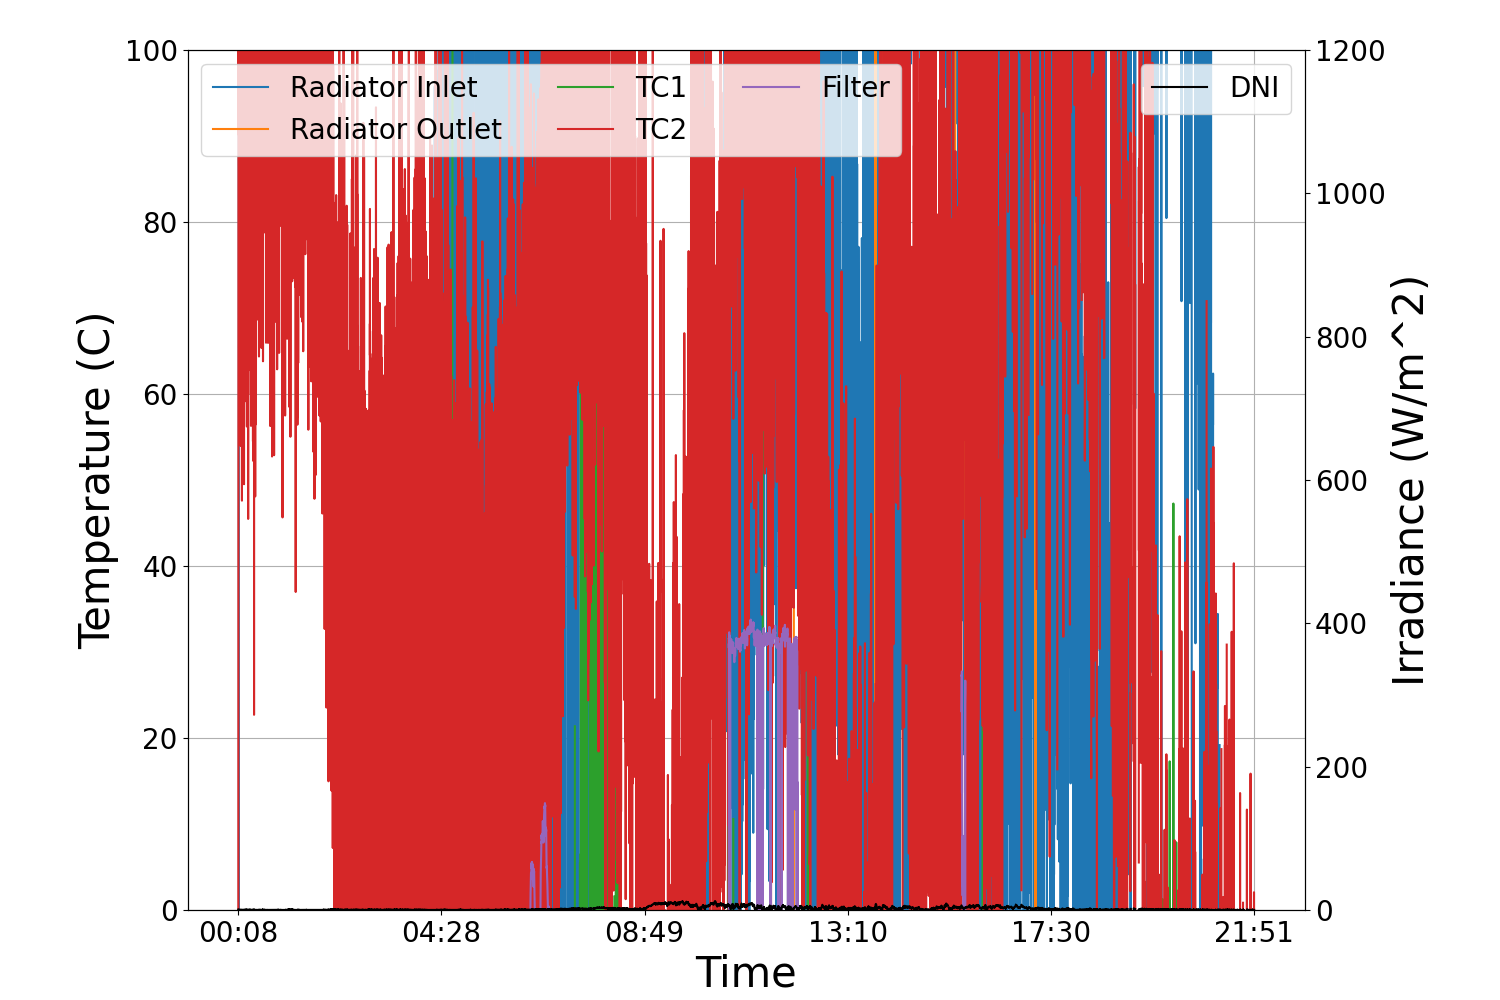 100
80
60
40
20
0
Temperature (C)
Radiator Inlet
Radiator Outlet
TC1
TC2
Filter
DNI
1200
1000
800
600
400
200
0
Irradiance (W/m^2)
00:08 04:28 08:49 13:10 17:30 21:51
Time